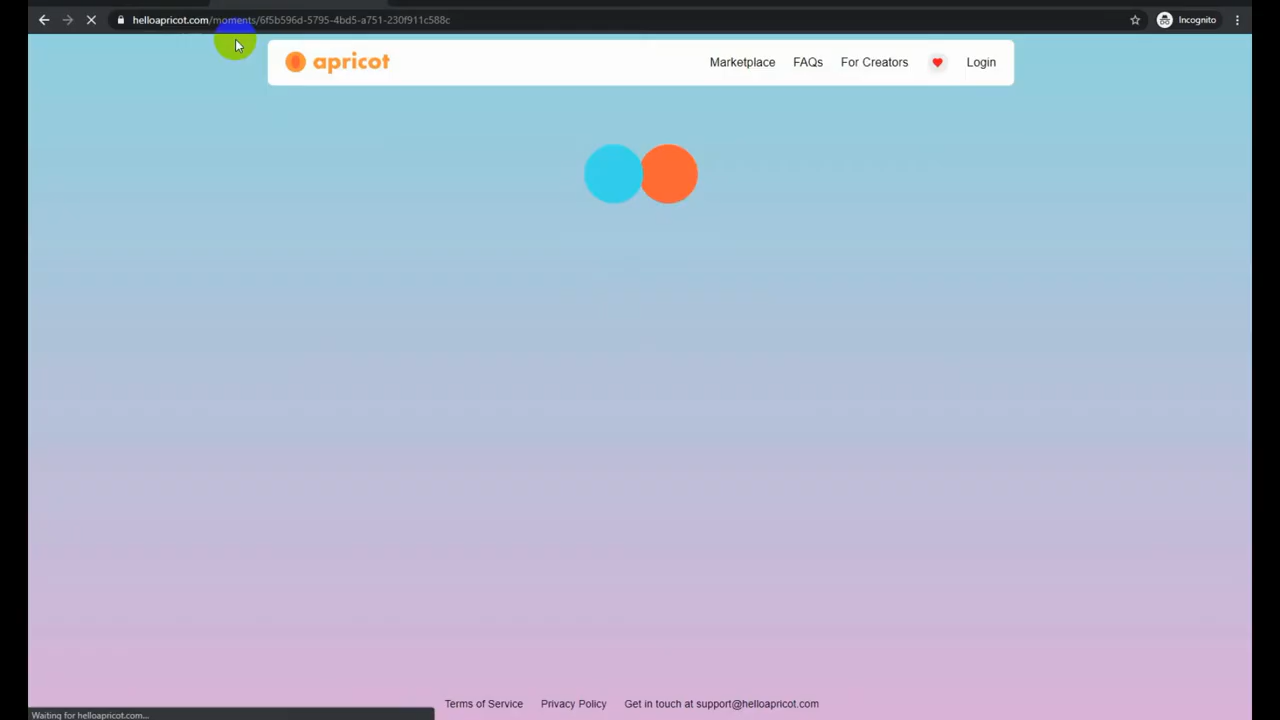 helloapricot.com/moments/6f5b596d-5795-4bd5-a751-230f911c588c
Incognito
apricot
Marketplace FAQs For Creators Login
Terms of Service Privacy Policy Get in touch at support@helloapricot.com
Waiting for helloapricot.com...